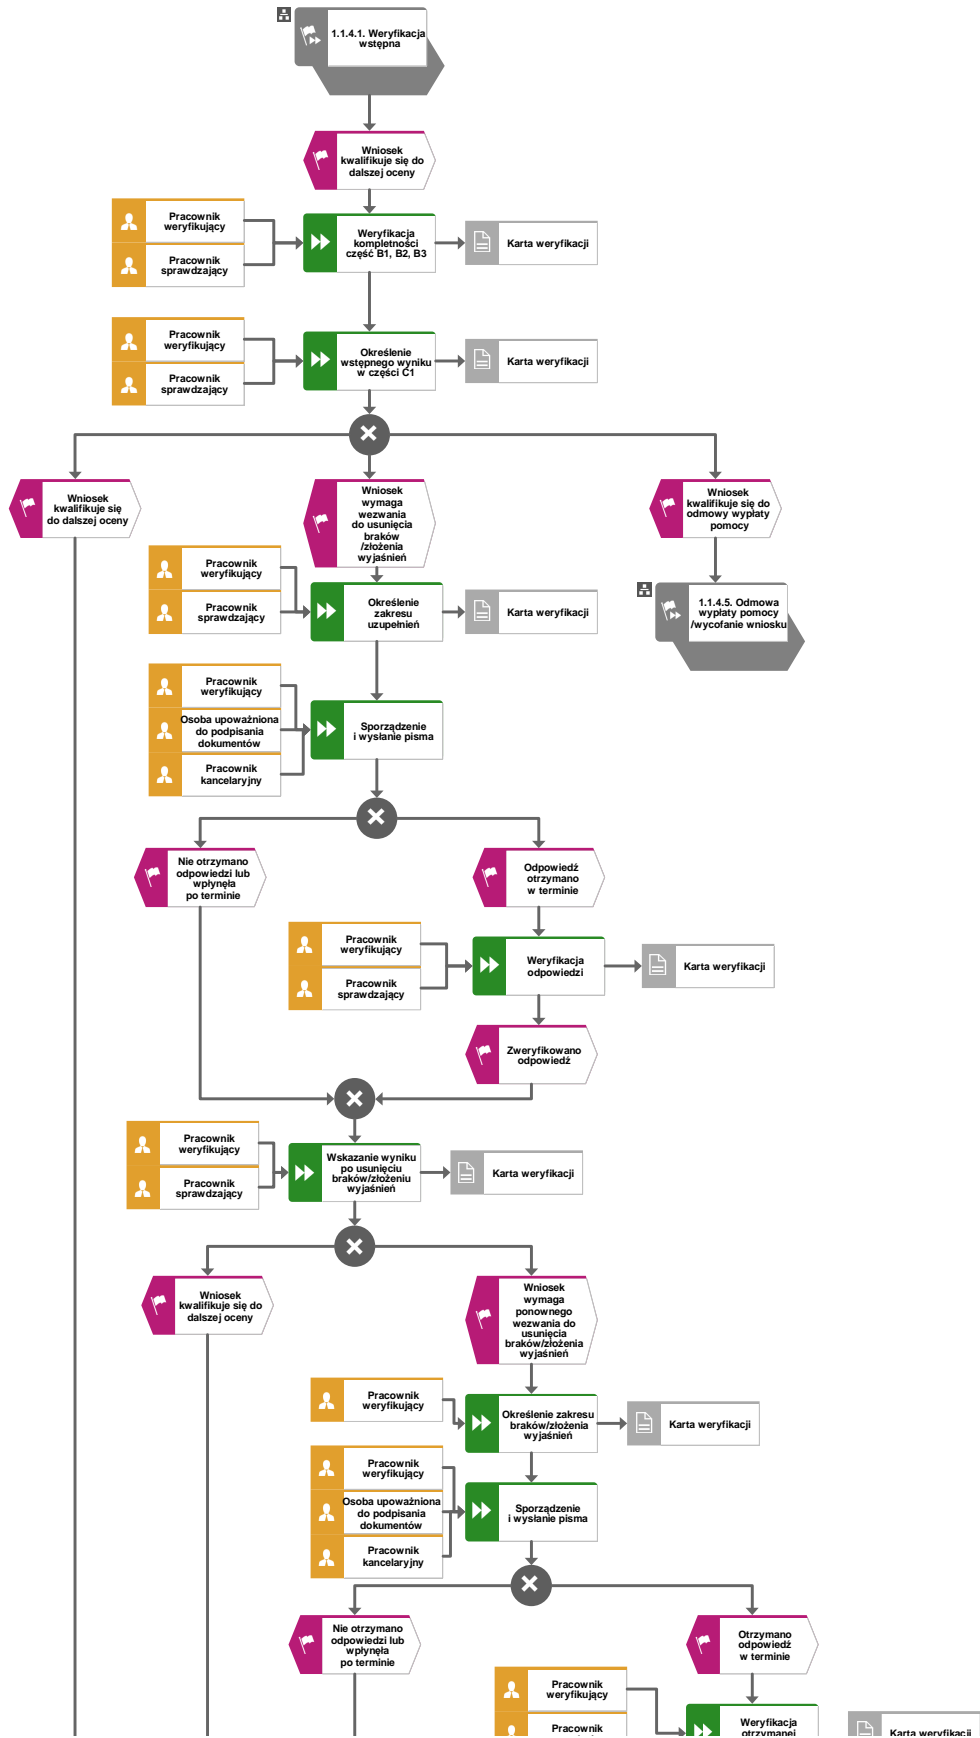 1.1.4.1. Weryfikacja
wstępna
Wniosek
kwalifikuje się do
dalszej oceny
Pracownik
weryfikujący
Pracownik
sprawdzający
Weryfikacja
kompletności
część B1, B2, B3
Karta weryfikacji
Pracownik
weryfikujący
Pracownik
sprawdzający
Określenie
wstępnego wyniku
w części C1
Karta weryfikacji
Wniosek
kwalifikuje się
do dalszej oceny
Wniosek
wymaga
wezwania
do usunięcia
braków
/złożenia
wyjaśnień
Wniosek
kwalifikuje się do
odmowy wypłaty
pomocy
Pracownik
weryfikujący
Pracownik
sprawdzający
Określenie
zakresu
uzupełnień
Karta weryfikacji
1.1.4.5. Odmowa
wypłaty pomocy
/wycofanie wniosku
Pracownik
weryfikujący
Osoba upoważniona
do podpisania
dokumentów
Pracownik
kancelaryjny
Sporządzenie
i wysłanie pisma
Nie otrzymano
odpowiedzi lub
wpłynęła
po terminie
Odpowiedź
otrzymano
w terminie
Pracownik
weryfikujący
Pracownik
sprawdzający
Weryfikacja
odpowiedzi
Karta weryfikacji
Zweryfikowano
odpowiedź
Pracownik
weryfikujący
Pracownik
sprawdzający
Wskazanie wyniku
po usunięciu
braków/złożeniu
wyjaśnień
Karta weryfikacji
Wniosek
kwalifikuje się do
dalszej oceny
Wniosek
wymaga
ponownego
wezwania do
usunięcia
braków/złożenia
wyjaśnień
Pracownik
weryfikujący
Określenie zakresu
braków/złożenia
wyjaśnień
Karta weryfikacji
Pracownik
weryfikujący
Osoba upoważniona
do podpisania
dokumentów
Pracownik
kancelaryjny
Sporządzenie
i wysłanie pisma
Nie otrzymano
odpowiedzi lub
wpłynęła
po terminie
Otrzymano
odpowiedź
w terminie
Pracownik
weryfikujący
Pracownik
Weryfikacja
otrzymanej
Karta weryfikacji